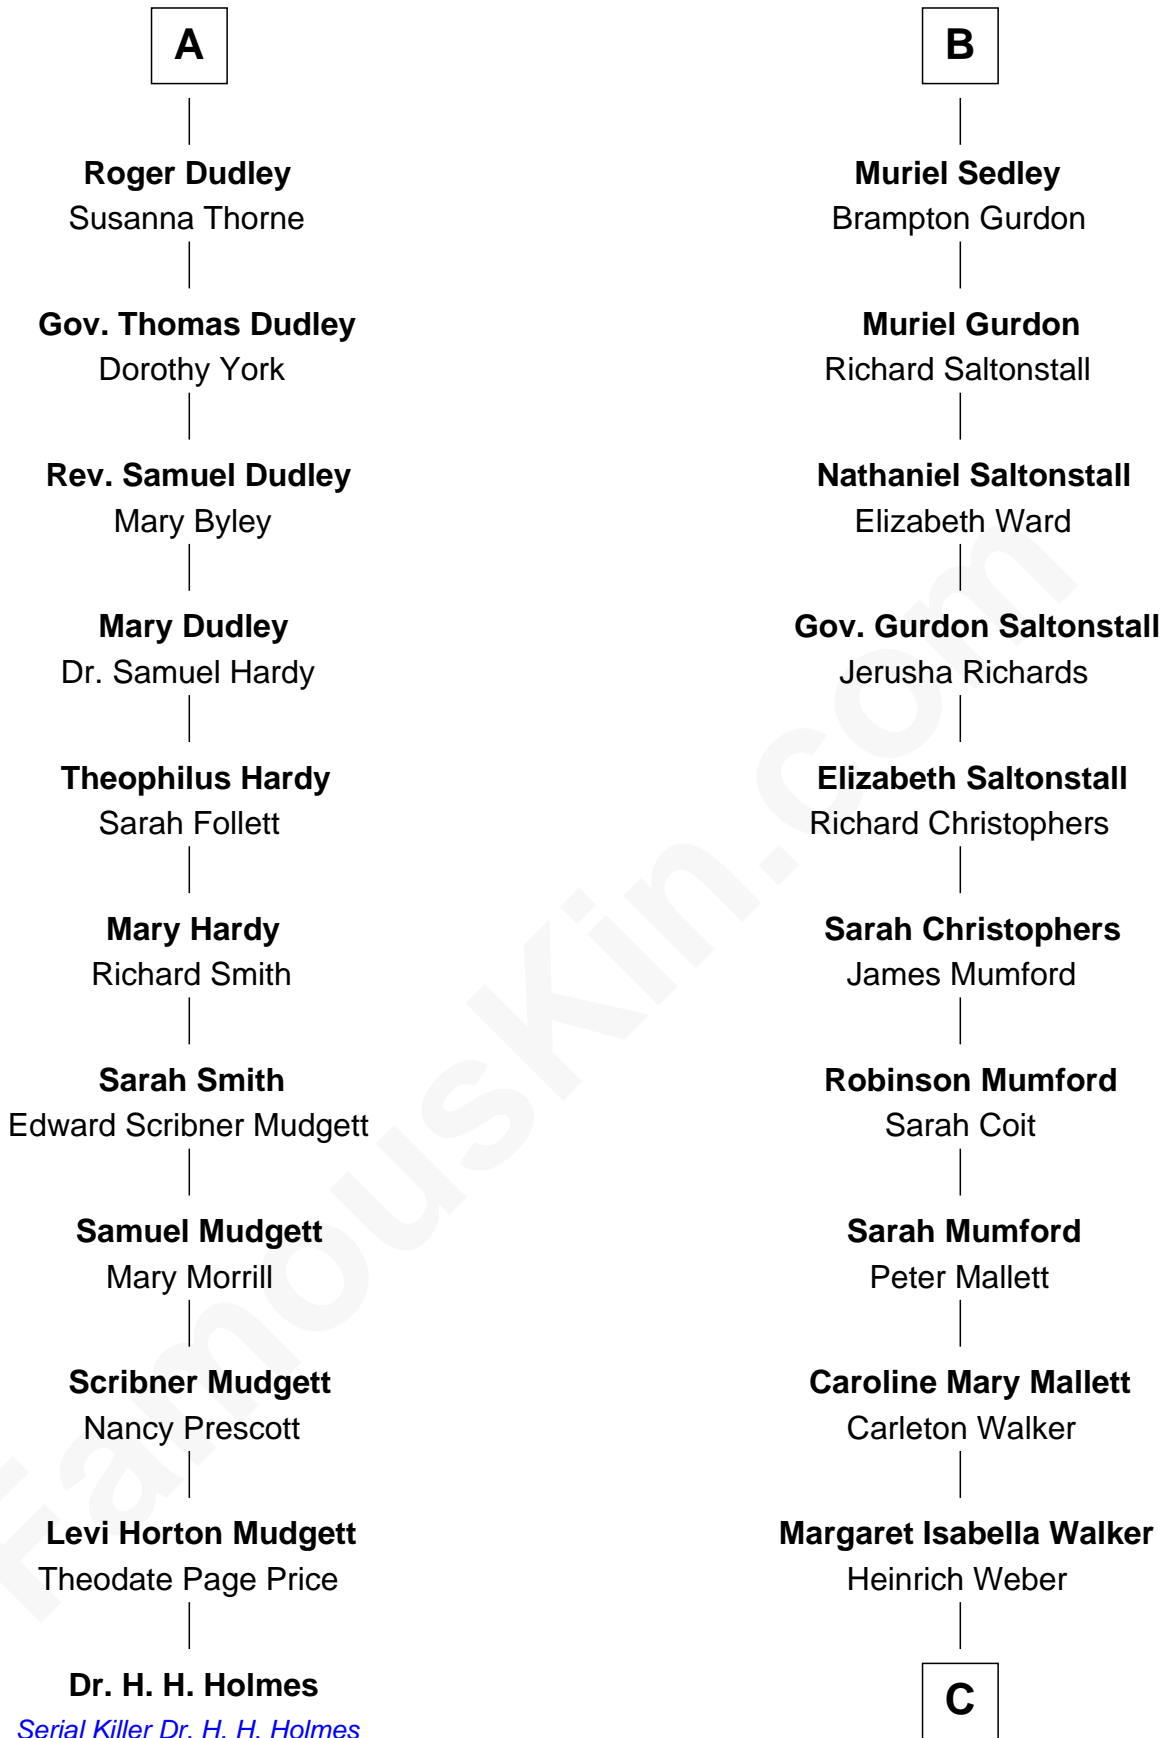 A
Roger Dudley
Susanna Thorne
Gov. Thomas Dudley
Dorothy York
Rev. Samuel Dudley
Mary Byley
Mary Dudley
Dr. Samuel Hardy
Theophilus Hardy
Sarah Follett
Mary Hardy
Richard Smith
Sarah Smith
Edward Scribner Mudgett
Samuel Mudgett
Mary Morrill
Scribner Mudgett
Nancy Prescott
Levi Horton Mudgett
Theodate Page Price
Dr. H. H. Holmes
Serial Killer Dr. H. H. Holmes
B
Muriel Sedley
Brampton Gurdon
Muriel Gurdon
Richard Saltonstall
Nathaniel Saltonstall
Elizabeth Ward
Gov. Gurdon Saltonstall
Jerusha Richards
Elizabeth Saltonstall
Richard Christophers
Sarah Christophers
James Mumford
Robinson Mumford
Sarah Coit
Sarah Mumford
Peter Mallett
Caroline Mary Mallett
Carleton Walker
Margaret Isabella Walker
Heinrich Weber
C
FamousKin.com